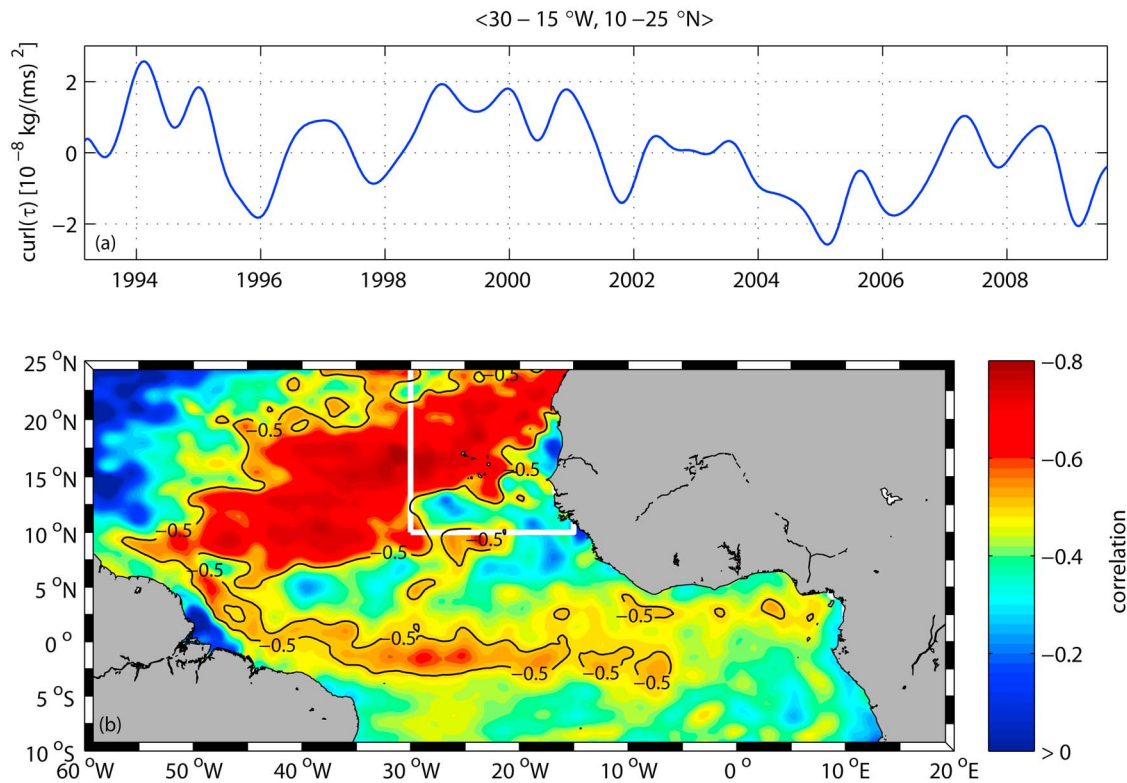 <30 – 15 °W, 10 –25 °N>
curl(τ) [10⁻⁸ kg/(ms)²]
2
0
−2
(a)
1994 1996 1998 2000 2002 2004 2006 2008
25 °N
20 °N
15 °N
10 °N
5 °N
0 °
5 °S
10 °S
−0.5
−0.5
−0.5
−0.5
−0.5
−0.5
−0.5
−0.5
−0.5
−0.5
−0.5
−0.5
−0.5
(b)
60 °W 50 °W 40 °W 30 °W 20 °W 10 °W 0 °E 10 °E 20 °E
−0.8
−0.6
−0.4
−0.2
> 0
correlation